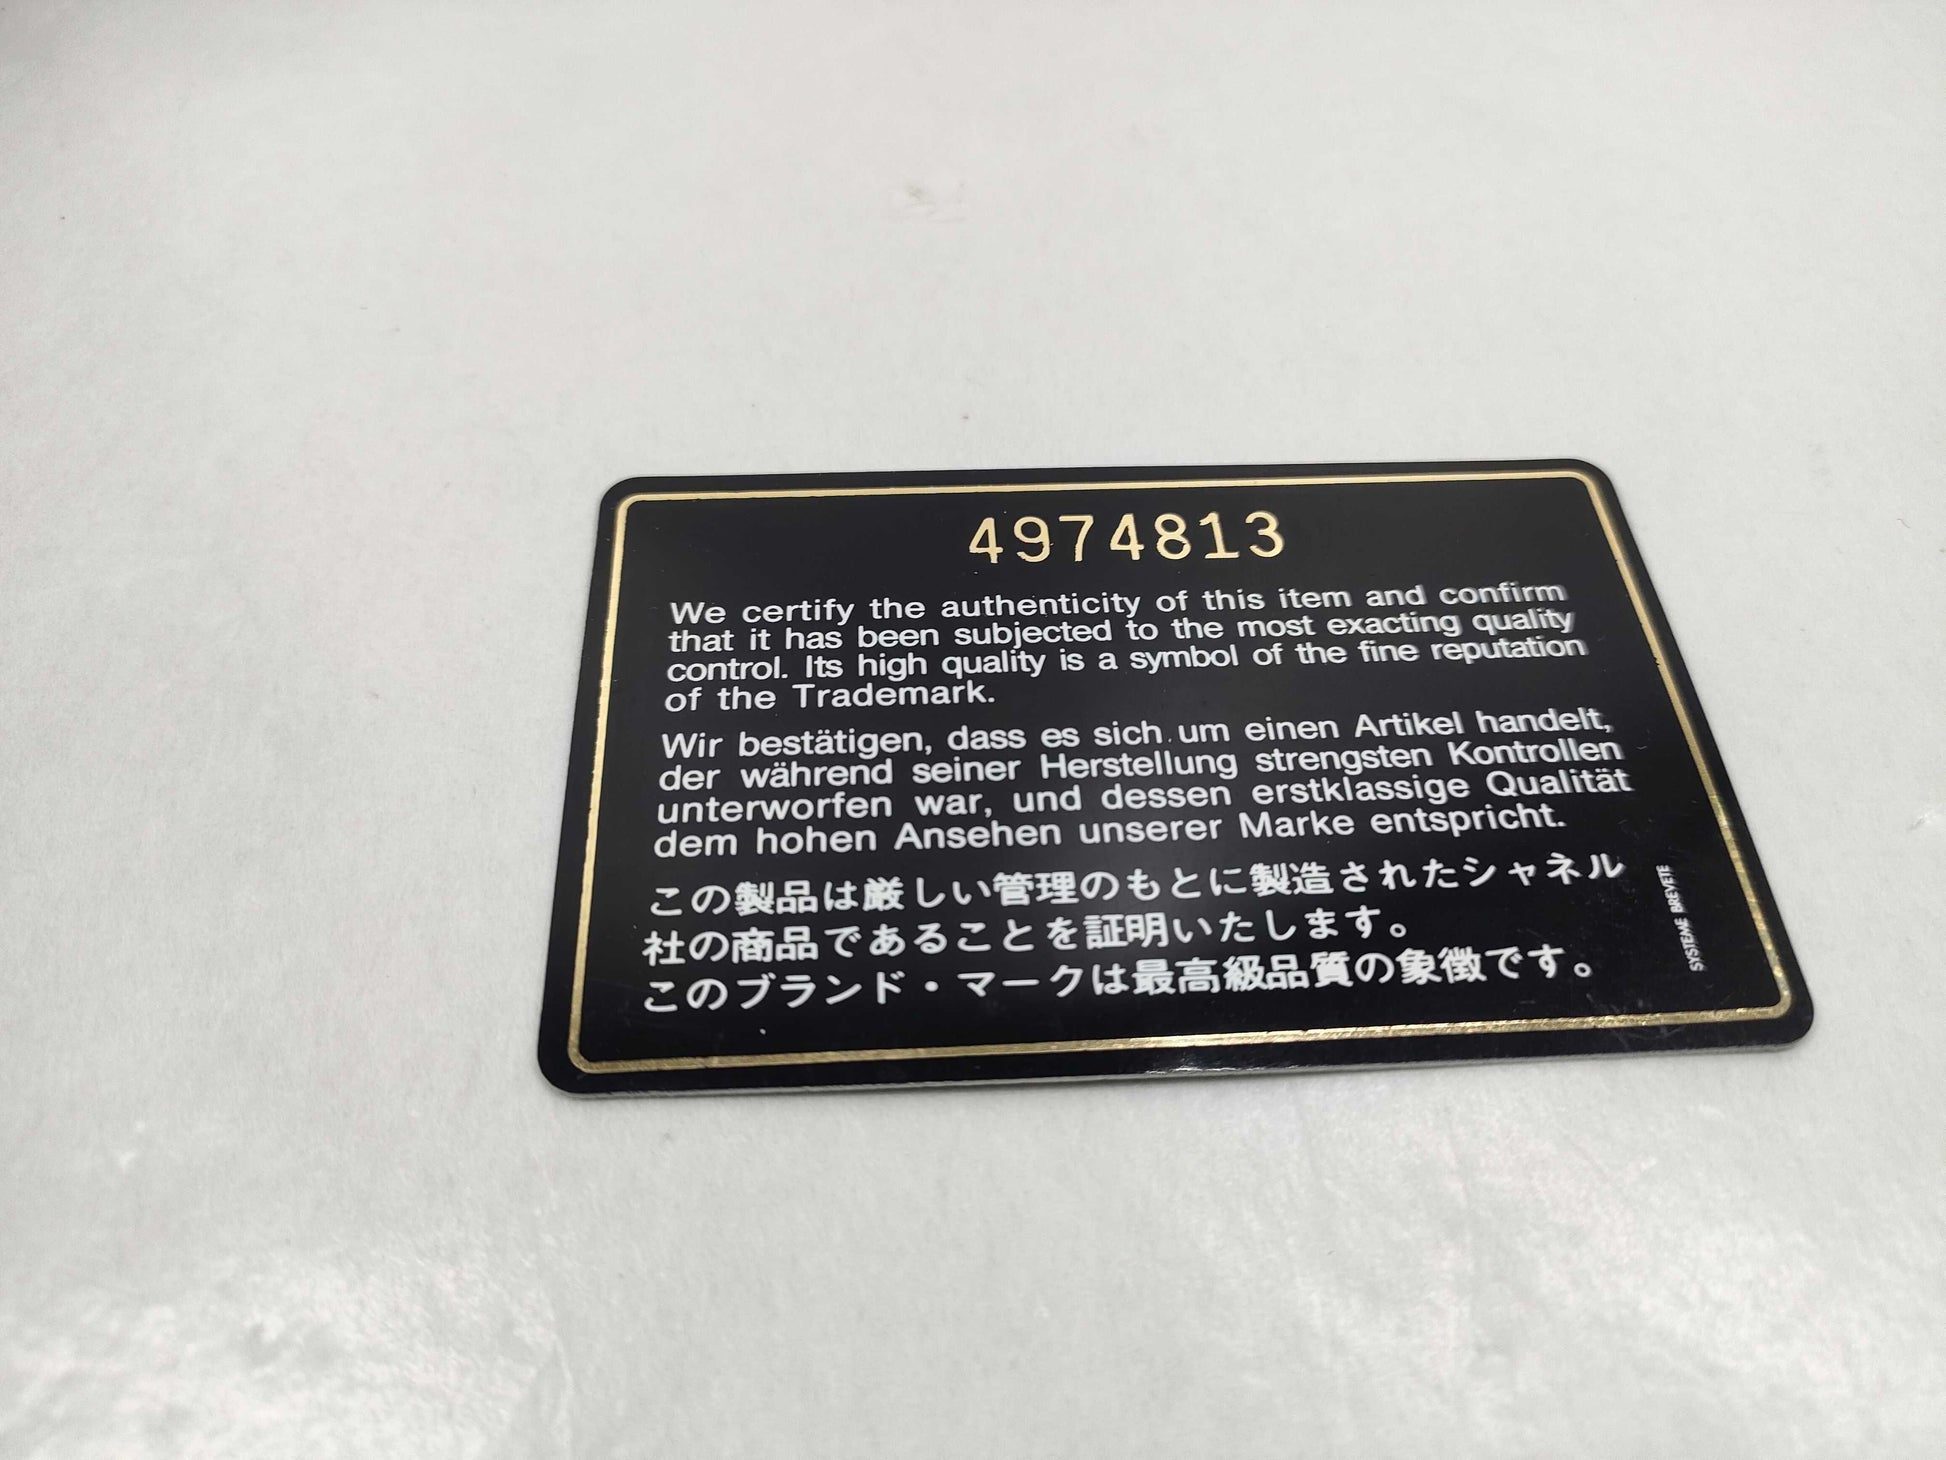 4974813
We certify the authenticity of this item and confirm
that it has been subjected to the most exacting quality
control. Its high quality is a symbol of the fine reputation
of the Trademark.
Wir bestätigen, dass es sich um einen Artikel handelt,
der während seiner Herstellung strengsten Kontrollen
unterworfen war, und dessen erstklassige Qualität
dem hohen Ansehen unserer Marke entspricht.
この製品は厳しい管理のもとに製造されたシャネル
社の商品であることを証明いたします。
このブランド・マークは最高級品質の象徴です。
SYSTEME BREVETE